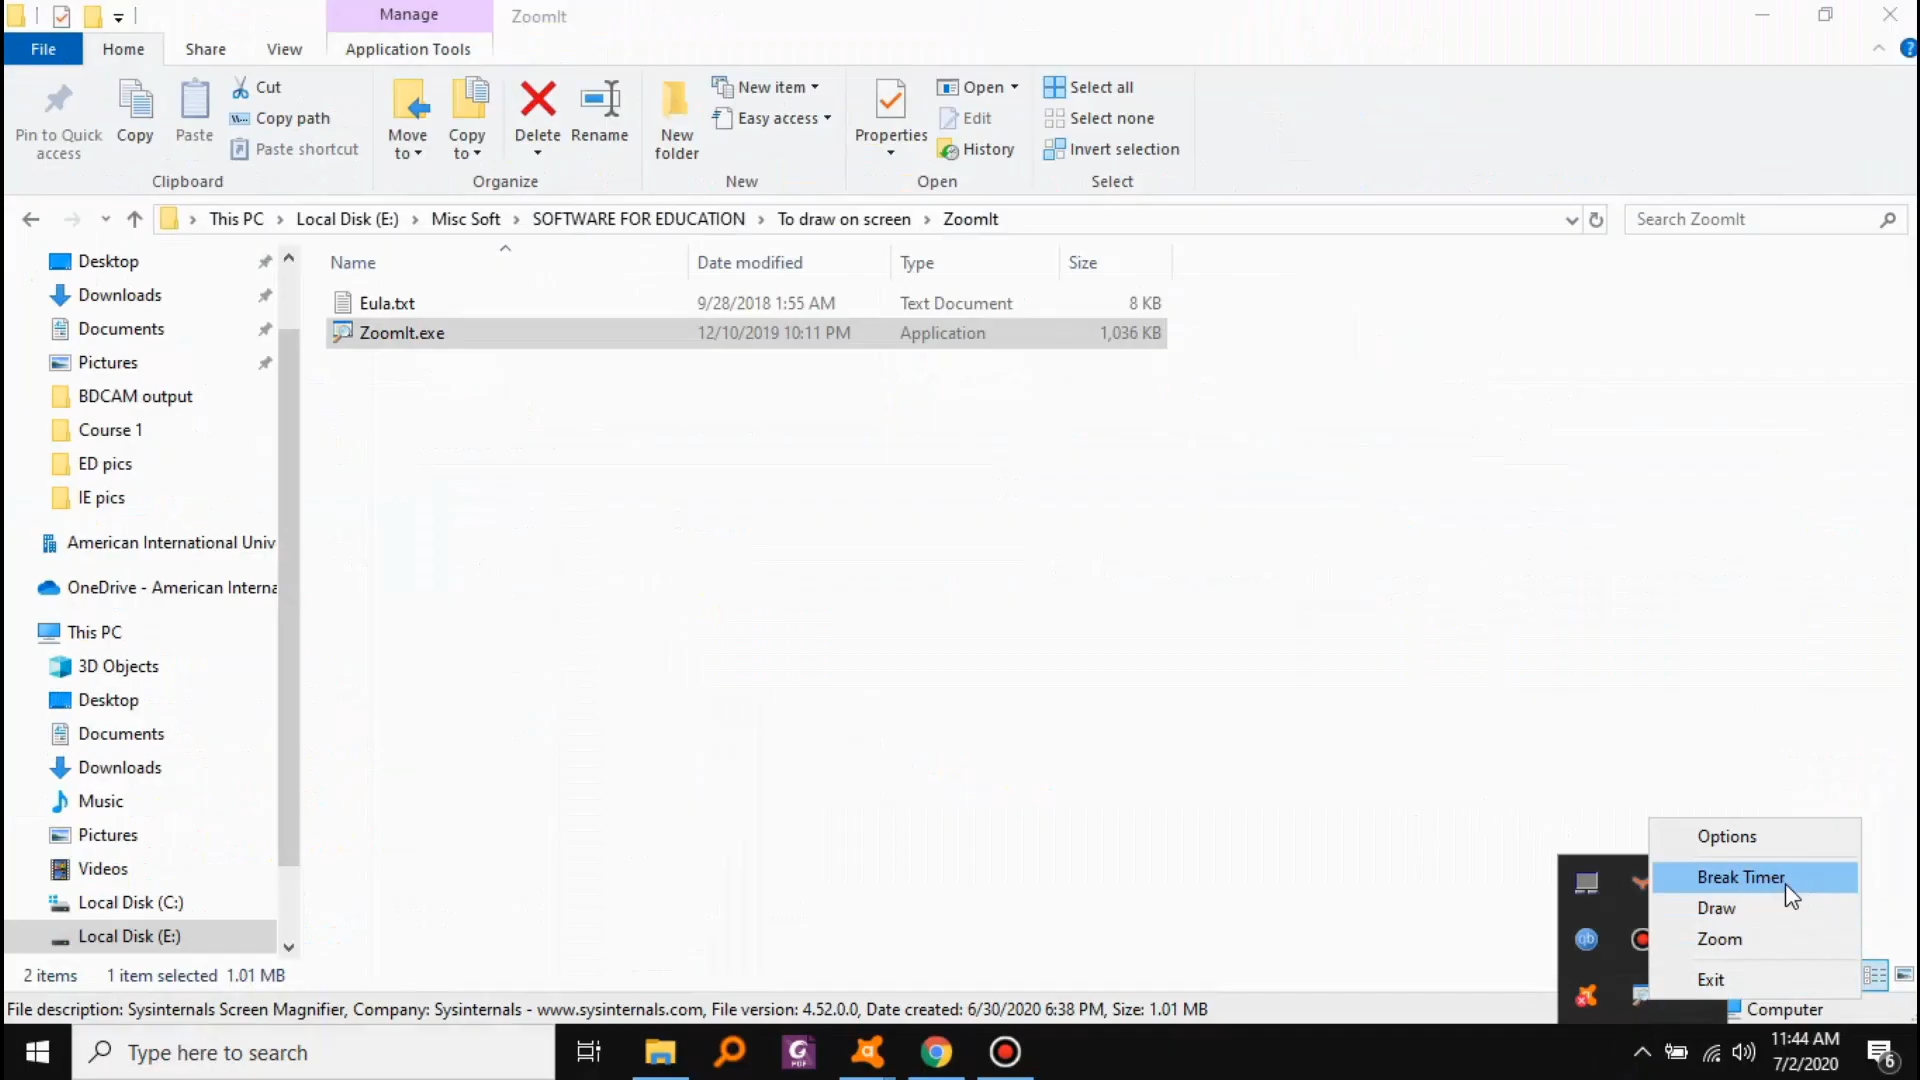 Manage
ZoomIt
File
Home
Share
View
Application Tools
Pin to Quick access
Copy
Paste
Cut
Copy path
Paste shortcut
Clipboard
Move to
Copy to
Delete
Rename
Organize
New folder
New item
Easy access
New
Properties
Open
Edit
History
Open
Select all
Select none
Invert selection
Select
This PC
Local Disk (E:)
Misc Soft
SOFTWARE FOR EDUCATION
To draw on screen
ZoomIt
Search ZoomIt
Name
Date modified
Type
Size
Eula.txt
9/28/2018 1:55 AM
Text Document
8 KB
ZoomIt.exe
12/10/2019 10:11 PM
Application
1,036 KB
Desktop
Downloads
Documents
Pictures
BDCAM output
Course 1
ED pics
IE pics
American International Univ
OneDrive - American Interna
This PC
3D Objects
Desktop
Documents
Downloads
Music
Pictures
Videos
Local Disk (C:)
Local Disk (E:)
Options
Break Timer
Draw
Zoom
Exit
qb
2 items
1 item selected 1.01 MB
File description: Sysinternals Screen Magnifier, Company: Sysinternals - www.sysinternals.com, File version: 4.52.0.0, Date created: 6/30/2020 6:38 PM, Size: 1.01 MB
Computer
Type here to search
PDF
11:44 AM
7/2/2020
6